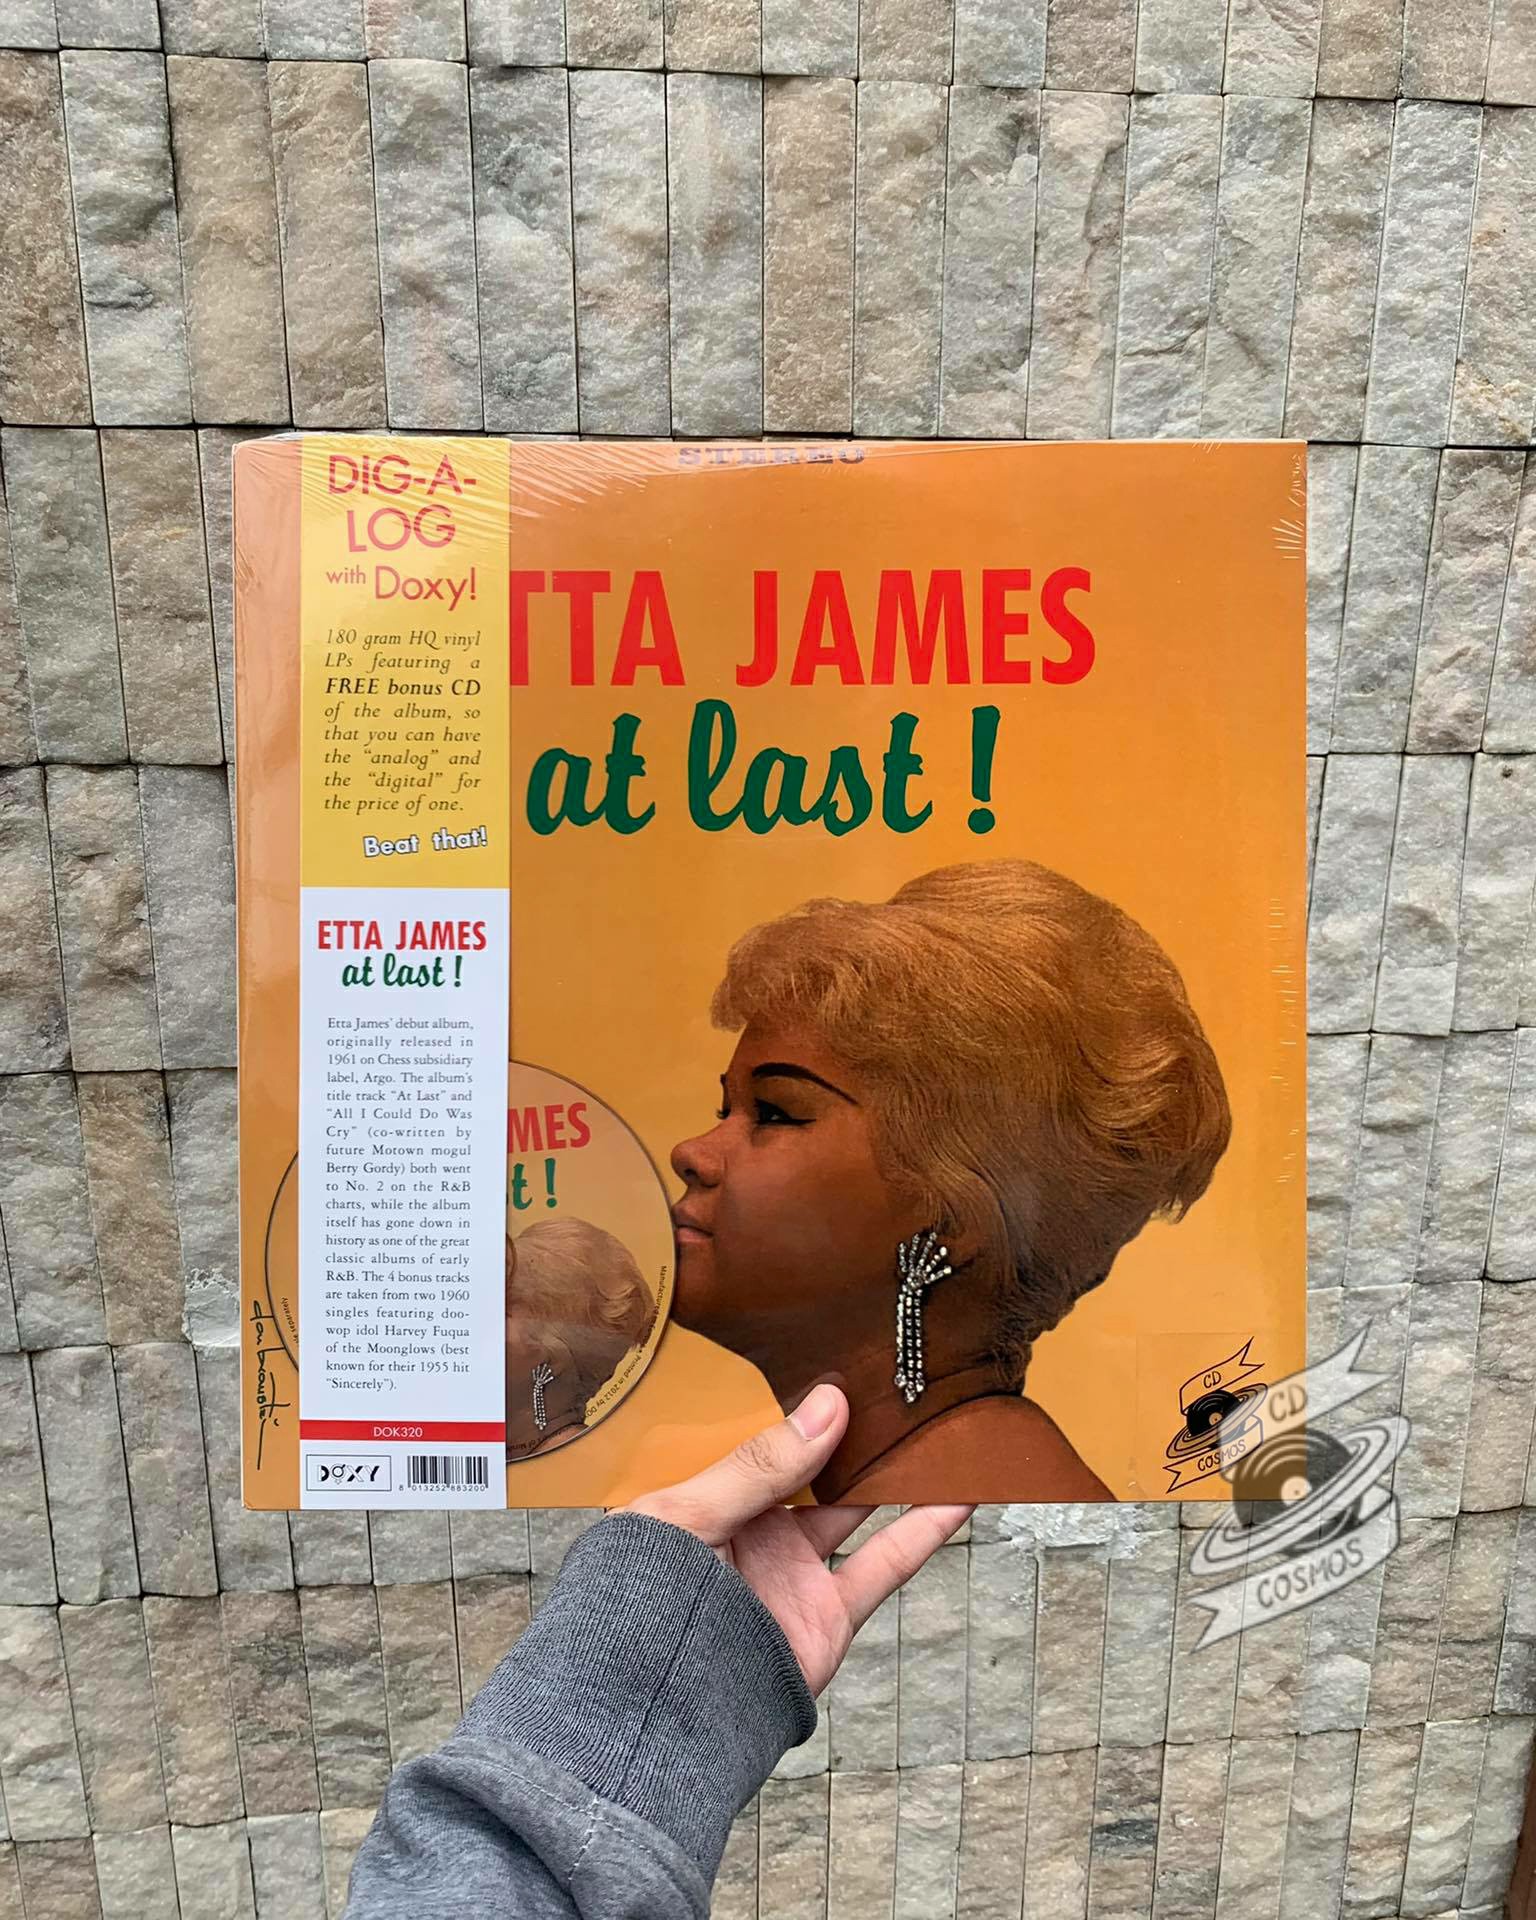 STEREO
DIG-A-
LOG
with Doxy!
180 gram HQ vinyl
LPs featuring a
FREE bonus CD
of the album, so
that you can have
the “analog” and
the “digital” for
the price of one.
Beat that!
TTA JAMES
at last !
ETTA JAMES
at last !
Etta James’ debut album,
originally released in
1961 on Chess subsidiary
label, Argo. The album’s
title track “At Last” and
“All I Could Do Was
Cry” (co-written by
future Motown mogul
Berry Gordy) both went
to No. 2 on the R&B
charts, while the album
itself has gone down in
history as one of the great
classic albums of early
R&B. The 4 bonus tracks
are taken from two 1960
singles featuring doo-
wop idol Harvey Fuqua
of the Moonglows (best
known for their 1955 hit
“Sincerely”).
DOK320
DOXY
8 013252 883200
MES
t !
CD
COSMOS
CD
COSMOS